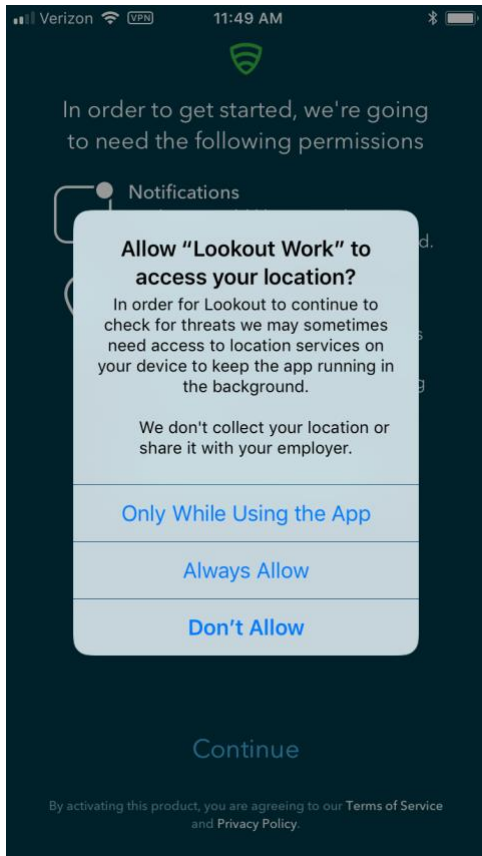 Verizon VPN 11:49 AM
In order to get started, we're going
to need the following permissions
Notifications
d.
Allow “Lookout Work” to
access your location?
In order for Lookout to continue to
check for threats we may sometimes
need access to location services on
your device to keep the app running in
the background.
We don't collect your location or
share it with your employer.
s
g
Only While Using the App
Always Allow
Don’t Allow
Continue
By activating this product, you are agreeing to our Terms of Service
and Privacy Policy.